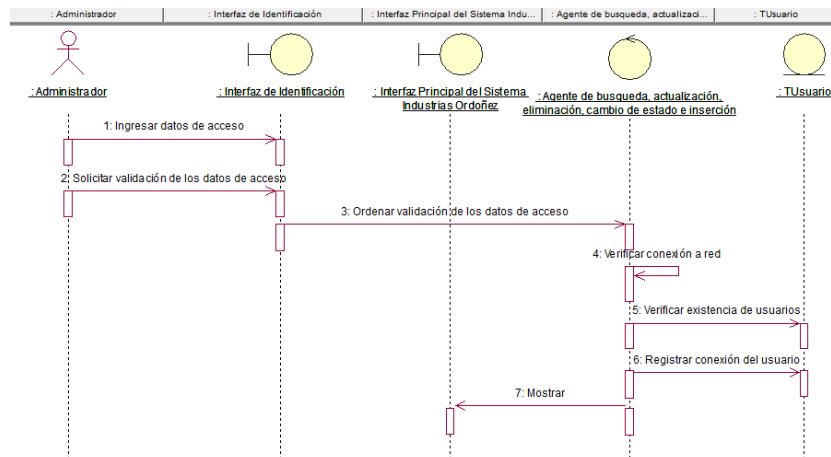 : Administrador
: Interfaz de Identificación
: Interfaz Principal del Sistema Indu...
: Agente de busqueda, actualizaci...
: TUsuario
: Administrador
: Interfaz de Identificación
: Interfaz Principal del Sistema
Industrias Ordoñez
: Agente de busqueda, actualización,
eliminación, cambio de estado e inserción
: TUsuario
1: Ingresar datos de acceso
2: Solicitar validación de los datos de acceso
3: Ordenar validación de los datos de acceso
4: Verificar conexión a red
5: Verificar existencia de usuarios
6: Registrar conexión del usuario
7: Mostrar